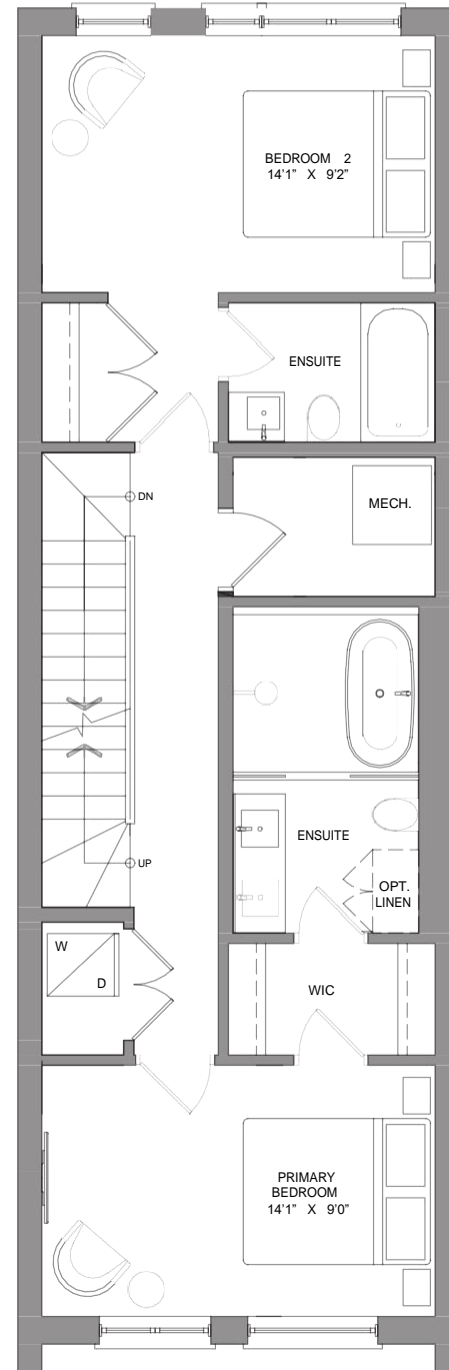 BEDROOM 2
14'1" X 9'2"
ENSUITE
DN
MECH.
ENSUITE
UP
OPT.
LINEN
W
D
WIC
PRIMARY
BEDROOM
14'1" X 9'0"